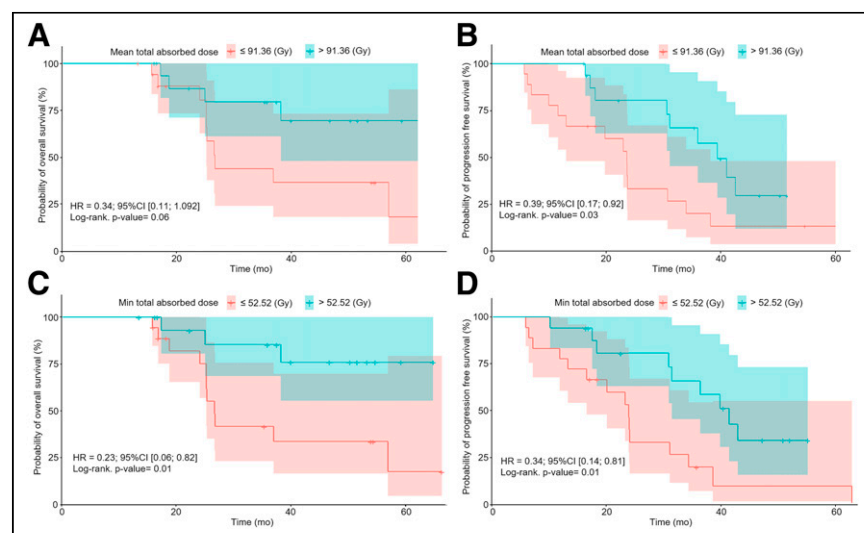 A
Mean total absorbed dose ≤ 91.36 (Gy) > 91.36 (Gy)
Probability of overall survival (%)
100
75
50
25
0
HR = 0.34; 95%CI [0.11; 1.092]
Log-rank. p-value= 0.06
0 20 40 60
Time (mo)
B
Mean total absorbed dose ≤ 91.36 (Gy) > 91.36 (Gy)
Probability of progression free survival (%)
100
75
50
25
0
HR = 0.39; 95%CI [0.17; 0.92]
Log-rank. p-value= 0.03
0 20 40 60
Time (mo)
C
Min total absorbed dose ≤ 52.52 (Gy) > 52.52 (Gy)
Probability of overall survival (%)
100
75
50
25
0
HR = 0.23; 95%CI [0.06; 0.82]
Log-rank. p-value= 0.01
0 20 40 60
Time (mo)
D
Min total absorbed dose ≤ 52.52 (Gy) > 52.52 (Gy)
Probability of progression free survival (%)
100
75
50
25
0
HR = 0.34; 95%CI [0.14; 0.81]
Log-rank. p-value= 0.01
0 20 40 60
Time (mo)